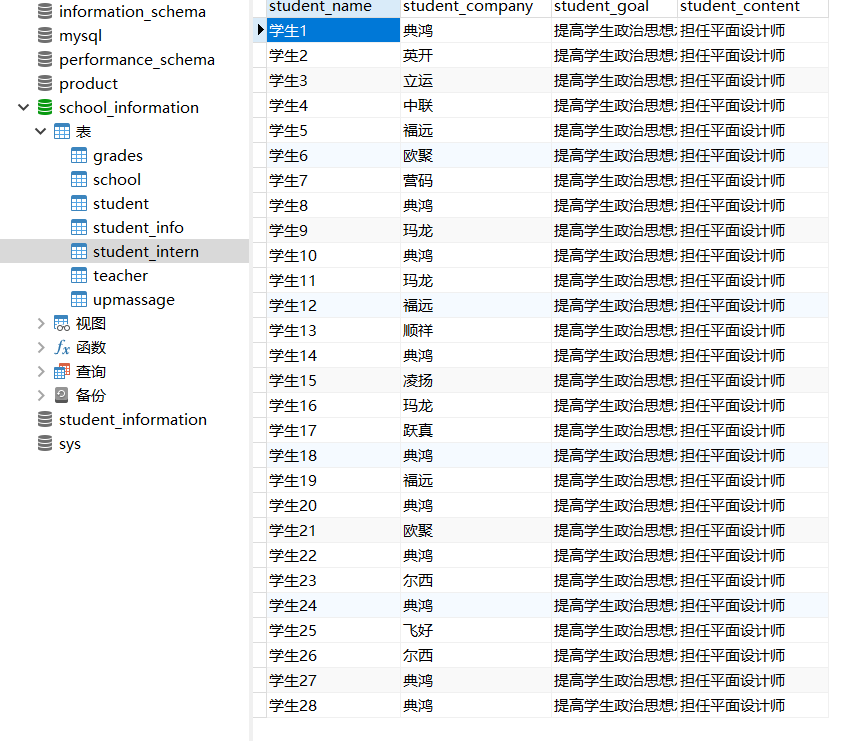 information_schema
mysql
performance_schema
product
school_information
表
grades
school
student
student_info
student_intern
teacher
upmassage
视图
函数
查询
备份
student_information
sys
student_name student_company student_goal student_content
学生1 典鸿 提高学生政治思想 担任平面设计师
学生2 英开 提高学生政治思想 担任平面设计师
学生3 立运 提高学生政治思想 担任平面设计师
学生4 中联 提高学生政治思想 担任平面设计师
学生5 福远 提高学生政治思想 担任平面设计师
学生6 欧聚 提高学生政治思想 担任平面设计师
学生7 营码 提高学生政治思想 担任平面设计师
学生8 典鸿 提高学生政治思想 担任平面设计师
学生9 玛龙 提高学生政治思想 担任平面设计师
学生10 典鸿 提高学生政治思想 担任平面设计师
学生11 玛龙 提高学生政治思想 担任平面设计师
学生12 福远 提高学生政治思想 担任平面设计师
学生13 顺祥 提高学生政治思想 担任平面设计师
学生14 典鸿 提高学生政治思想 担任平面设计师
学生15 凌扬 提高学生政治思想 担任平面设计师
学生16 玛龙 提高学生政治思想 担任平面设计师
学生17 跃真 提高学生政治思想 担任平面设计师
学生18 典鸿 提高学生政治思想 担任平面设计师
学生19 福远 提高学生政治思想 担任平面设计师
学生20 典鸿 提高学生政治思想 担任平面设计师
学生21 欧聚 提高学生政治思想 担任平面设计师
学生22 典鸿 提高学生政治思想 担任平面设计师
学生23 尔西 提高学生政治思想 担任平面设计师
学生24 典鸿 提高学生政治思想 担任平面设计师
学生25 飞好 提高学生政治思想 担任平面设计师
学生26 尔西 提高学生政治思想 担任平面设计师
学生27 典鸿 提高学生政治思想 担任平面设计师
学生28 典鸿 提高学生政治思想 担任平面设计师